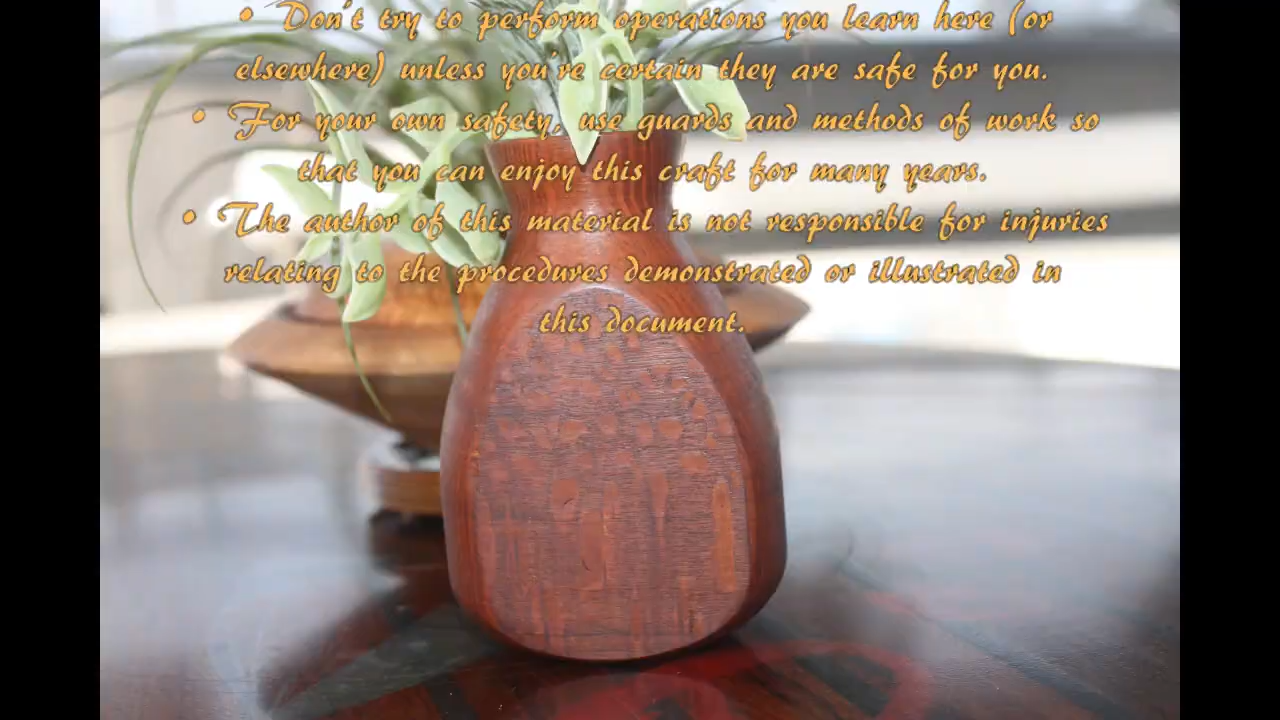 • Don't try to perform operations you learn here (or
elsewhere) unless you're certain they are safe for you.
• For your own safety, use guards and methods of work so
that you can enjoy this craft for many years.
• The author of this material is not responsible for injuries
relating to the procedures demonstrated or illustrated in
this document.